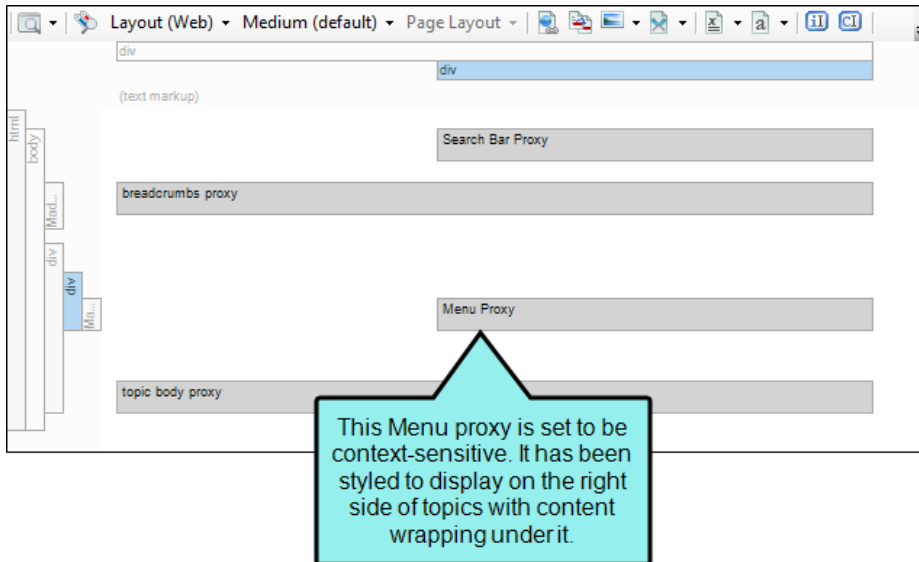 Layout (Web) Medium (default) Page Layout x a iI CI
div
div
(text markup)
html
body
Search Bar Proxy
breadcrumbs proxy
Mad...
div
div
Ma...
Menu Proxy
topic body proxy
This Menu proxy is set to be
context-sensitive. It has been
styled to display on the right
side of topics with content
wrapping under it.